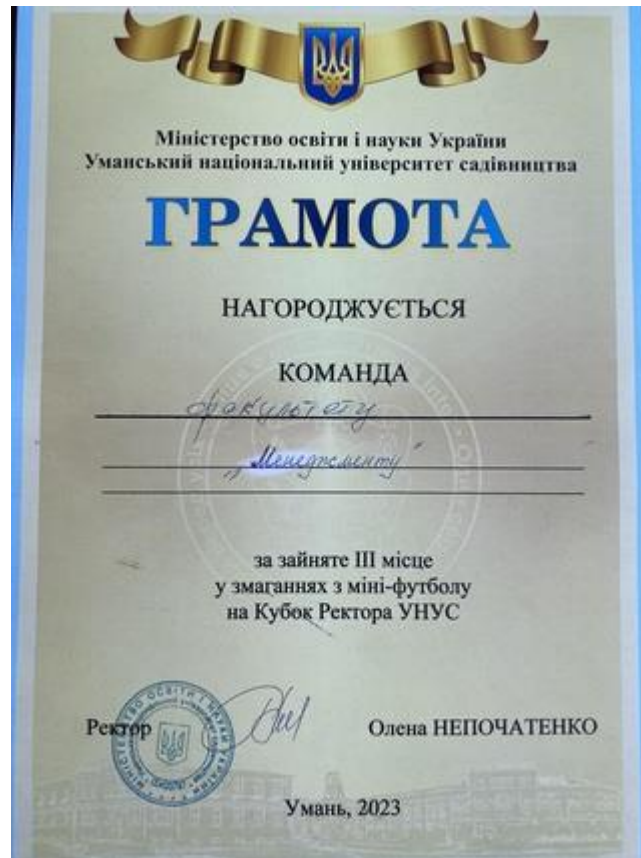 Міністерство освіти і науки України
Уманський національний університет садівництва
ГРАМОТА
НАГОРОДЖУЄТЬСЯ
КОМАНДА
факультету
„Менеджменту"
за зайняте III місце
у змаганнях з міні-футболу
на Кубок Ректора УНУС
Ректор
Олена НЕПОЧАТЕНКО
Умань, 2023